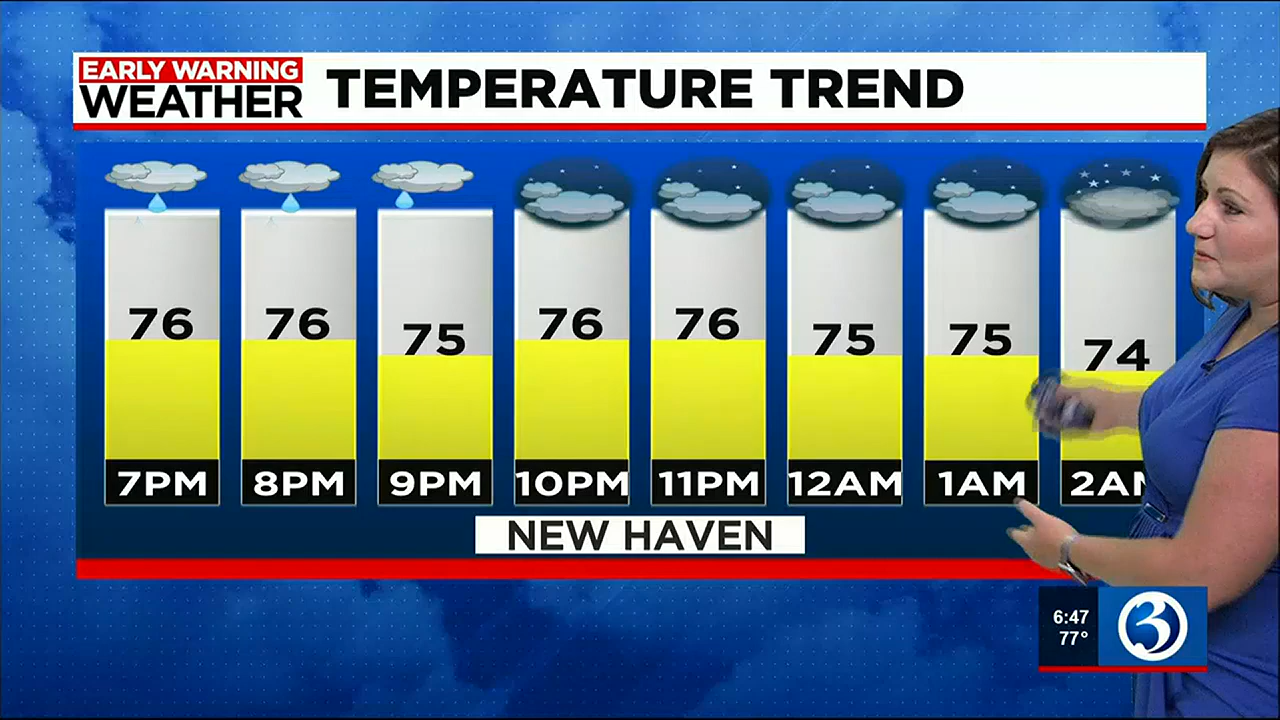 EARLY WARNING
WEATHER
TEMPERATURE TREND
76 76 75 76 76 75 75 74
7PM 8PM 9PM 10PM 11PM 12AM 1AM 2AM
NEW HAVEN
6:47
77°
3